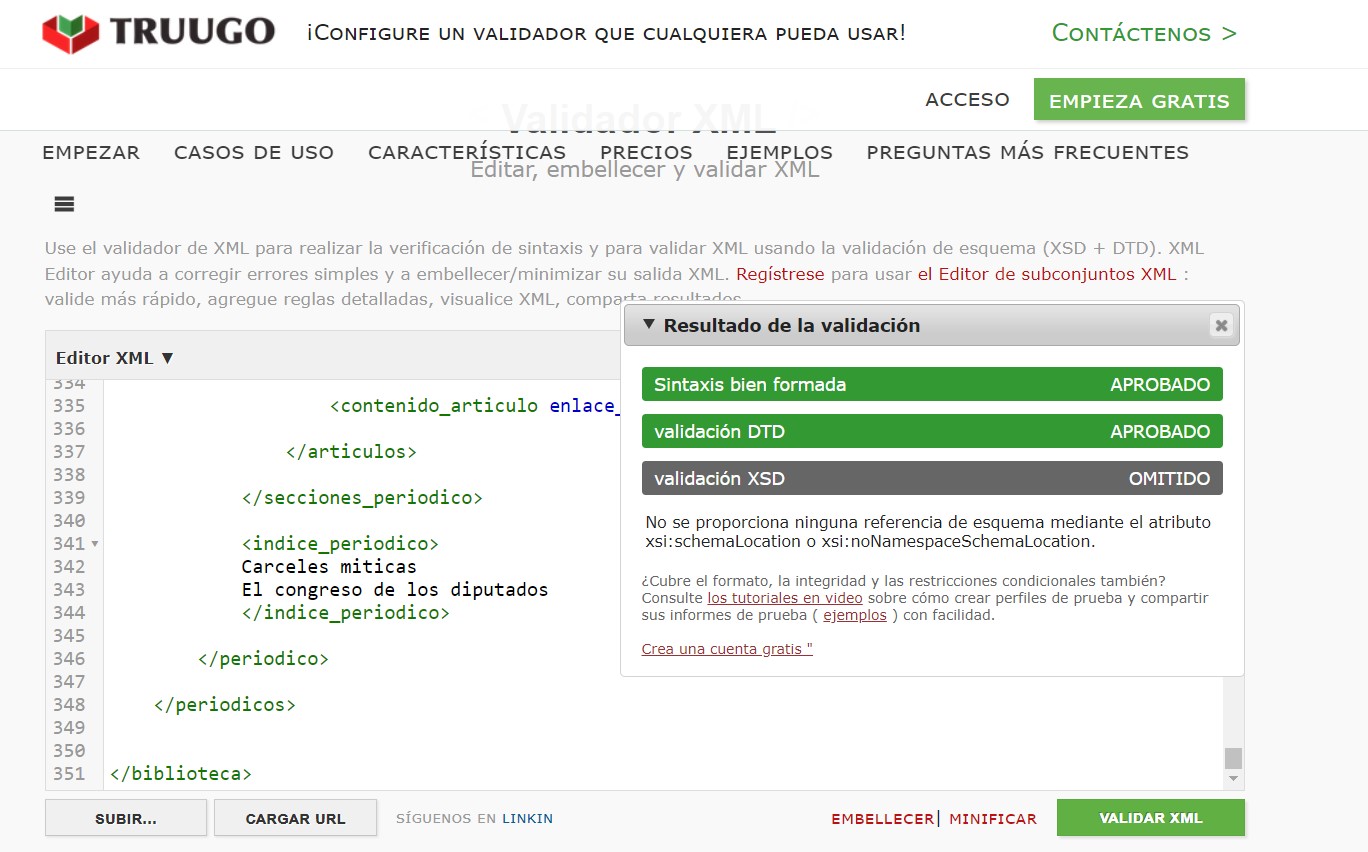 TRUUGO ¡CONFIGURE UN VALIDADOR QUE CUALQUIERA PUEDA USAR! CONTÁCTENOS >
ACCESO EMPIEZA GRATIS
< Validador XML />
EMPEZAR CASOS DE USO CARACTERÍSTICAS PRECIOS EJEMPLOS PREGUNTAS MÁS FRECUENTES
Editar, embellecer y validar XML
Use el validador de XML para realizar la verificación de sintaxis y para validar XML usando la validación de esquema (XSD + DTD). XML
Editor ayuda a corregir errores simples y a embellecer/minimizar su salida XML. Regístrese para usar el Editor de subconjuntos XML :
valide más rápido, agregue reglas detalladas, visualice XML, comparta resultados
Editor XML ▼
334
335 <contenido_articulo enlace_
336
337 </articulos>
338
339 </secciones_periodico>
340
341 <indice_periodico>
342 Carceles miticas
343 El congreso de los diputados
344 </indice_periodico>
345
346 </periodico>
347
348 </periodicos>
349
350
351 </biblioteca>
▼ Resultado de la validación
Sintaxis bien formada APROBADO
validación DTD APROBADO
validación XSD OMITIDO
No se proporciona ninguna referencia de esquema mediante el atributo
xsi:schemaLocation o xsi:noNamespaceSchemaLocation.
¿Cubre el formato, la integridad y las restricciones condicionales también?
Consulte los tutoriales en video sobre cómo crear perfiles de prueba y compartir
sus informes de prueba ( ejemplos ) con facilidad.
Crea una cuenta gratis "
SUBIR... CARGAR URL SÍGUENOS EN LINKIN EMBELLECER| MINIFICAR VALIDAR XML